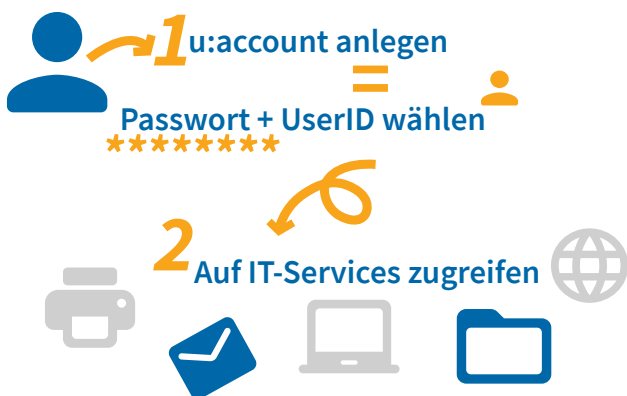 1 u:account anlegen
=
Passwort + UserID wählen
********
2 Auf IT-Services zugreifen